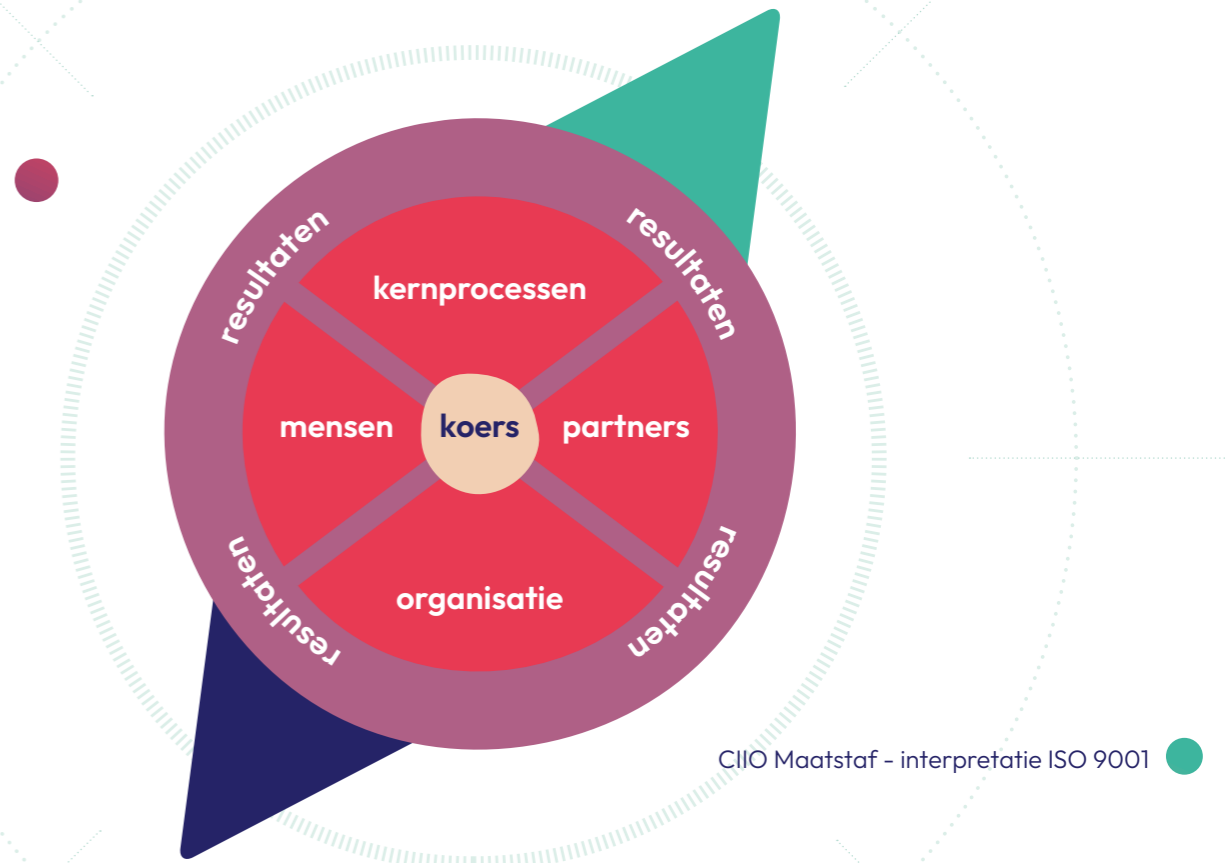 resultaten
resultaten
kernprocessen
mensen
koers
partners
organisatie
resultaten
resultaten
CIIO Maatstaf - interpretatie ISO 9001